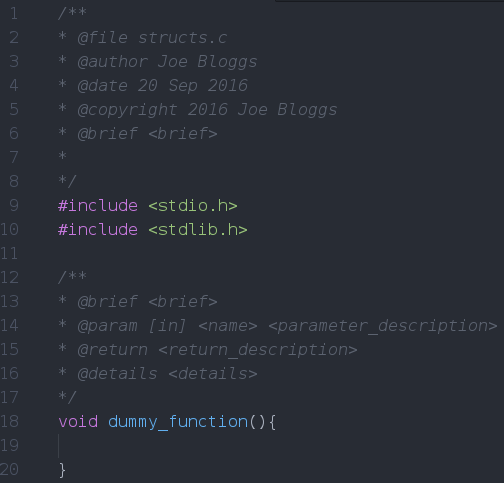 1 /**
2 * @file structs.c
3 * @author Joe Bloggs
4 * @date 20 Sep 2016
5 * @copyright 2016 Joe Bloggs
6 * @brief <brief>
7 *
8 */
9 #include <stdio.h>
10 #include <stdlib.h>
11
12 /**
13 * @brief <brief>
14 * @param [in] <name> <parameter_description>
15 * @return <return_description>
16 * @details <details>
17 */
18 void dummy_function(){
19
20 }